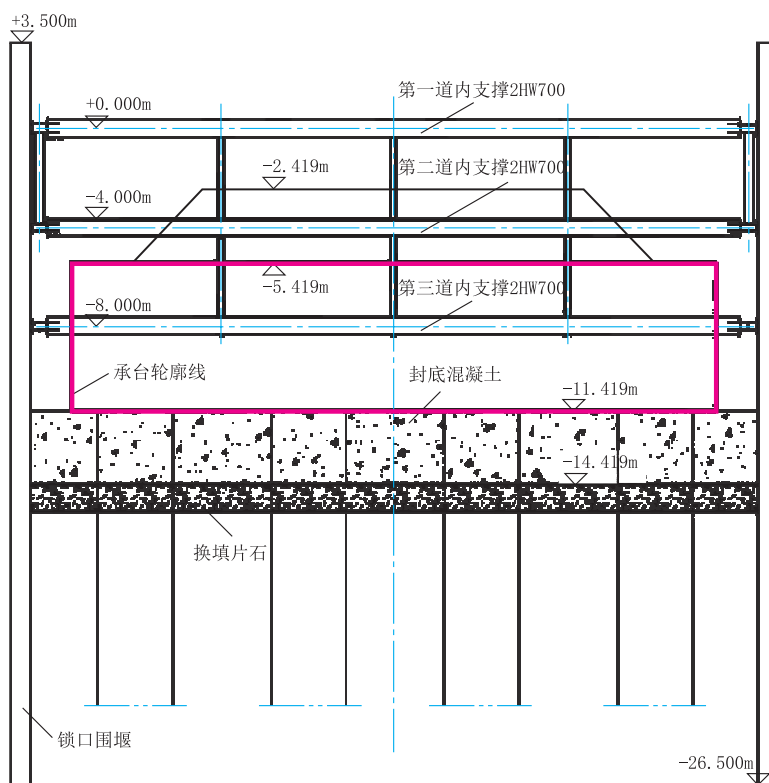 +3.500m
第一道内支撑2HW700
+0.000m
-2.419m
第二道内支撑2HW700
-4.000m
-5.419m
第三道内支撑2HW700
-8.000m
承台轮廓线
封底混凝土
-11.419m
-14.419m
换填片石
锁口围堰
-26.500m